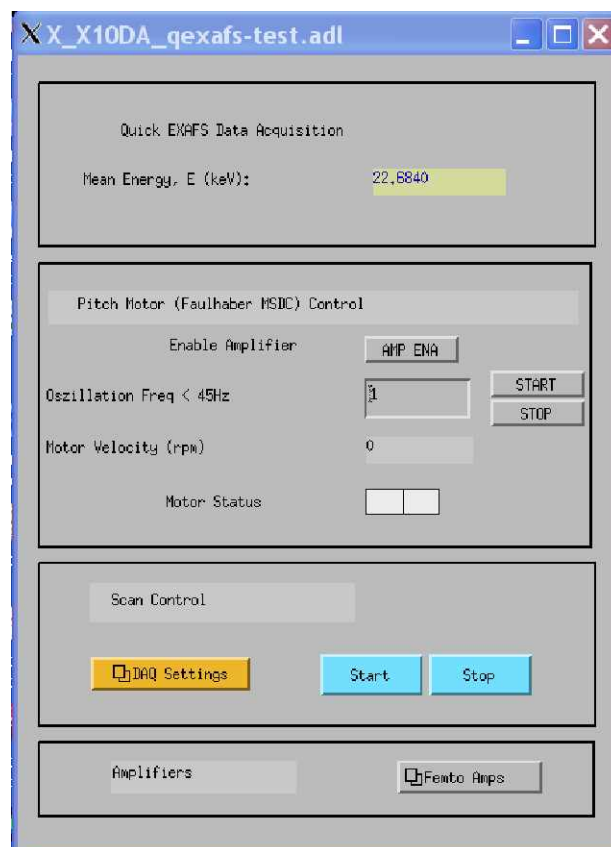 X_X10DA_qexafs-test.adl
Quick EXAFS Data Acquisition
Mean Energy, E (keV): 22.6840
Pitch Motor (Faulhaber MSDC) Control
Enable Amplifier AMP ENA
Oszillation Freq < 45Hz 1 START
STOP
Motor Velocity (rpm) 0
Motor Status
Scan Control
DAQ Settings Start Stop
Amplifiers Femto Amps